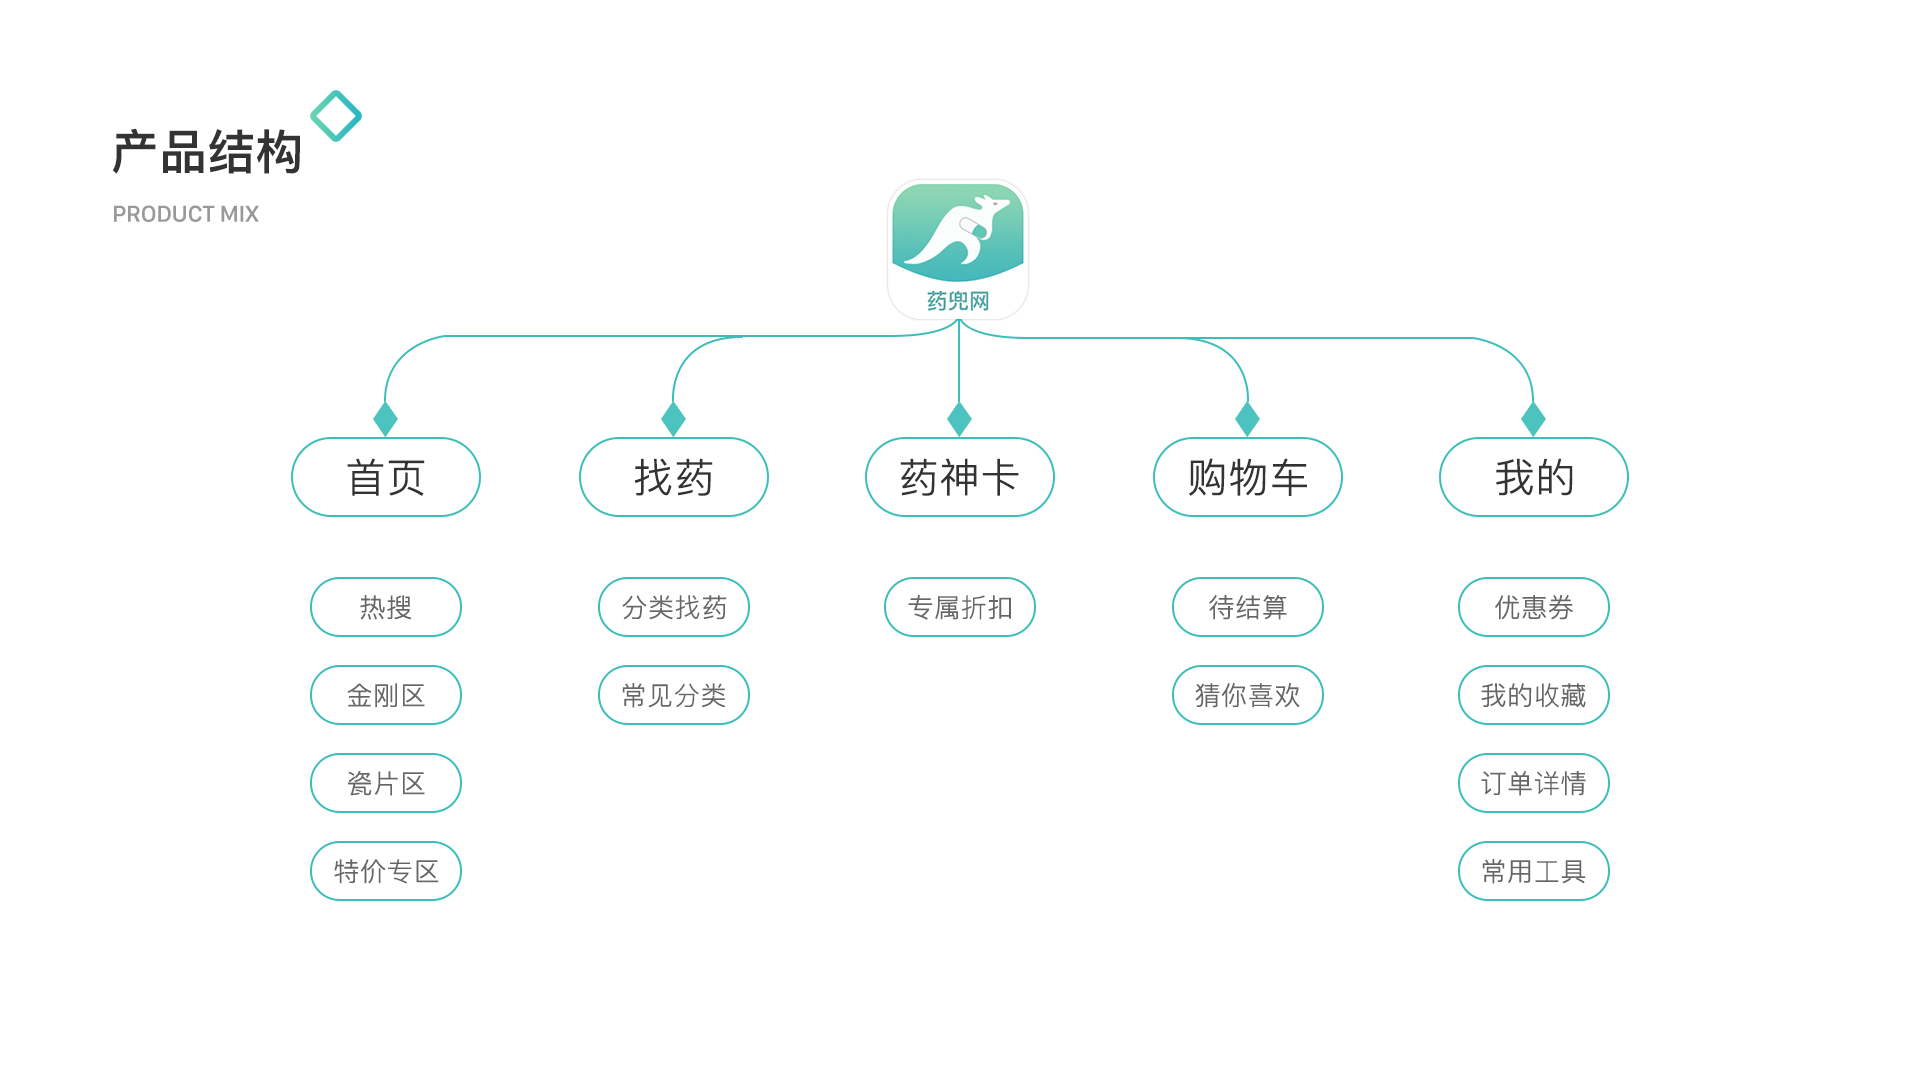 产品结构
PRODUCT MIX
药兜网
首页
找药
药神卡
购物车
我的
热搜
分类找药
专属折扣
待结算
优惠券
金刚区
常见分类
猜你喜欢
我的收藏
瓷片区
订单详情
特价专区
常用工具